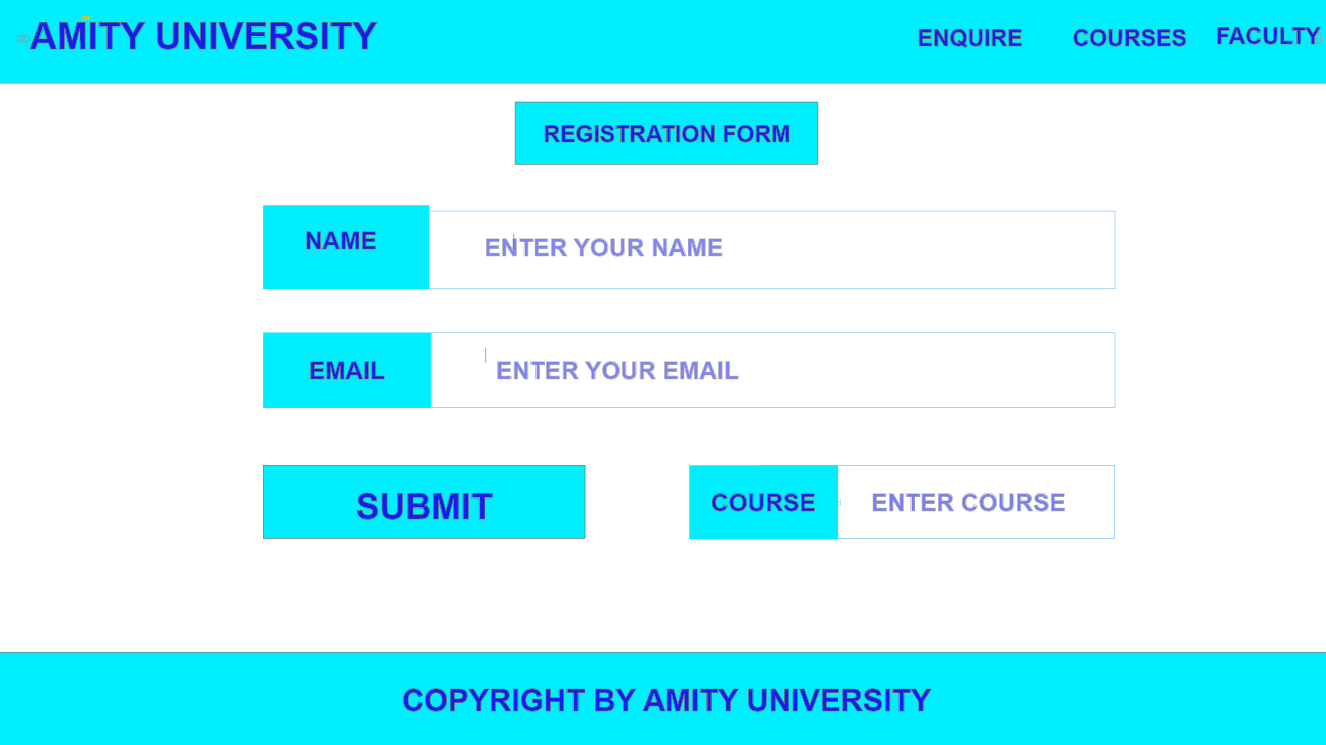 AMITY UNIVERSITY
ENQUIRE COURSES FACULTY
REGISTRATION FORM
NAME ENTER YOUR NAME
EMAIL ENTER YOUR EMAIL
SUBMIT COURSE ENTER COURSE
COPYRIGHT BY AMITY UNIVERSITY